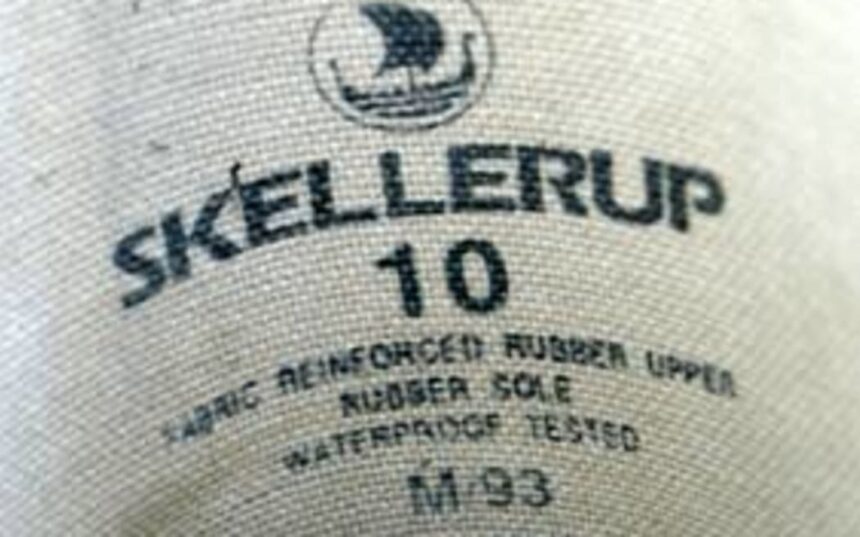 SKELLERUP
10
FABRIC REINFORCED RUBBER UPPER
RUBBER SOLE
WATERPROOF TESTED
M/93